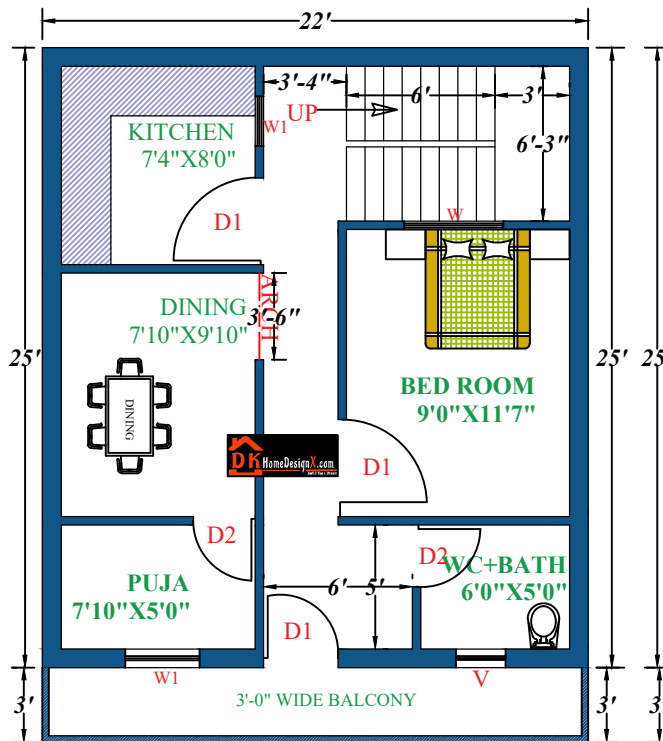 22'
3'-4"
6'
3'
UP
W1
KITCHEN
7'4"X8'0"
6'-3"
D1
W
DINING
7'10"X9'10"
ARCH
3'-6"
25'
25'
25'
BED ROOM
9'0"X11'7"
DINING
DK HomeDesignX.com
D1
D2
D2
WC+BATH
6'0"X5'0"
PUJA
7'10"X5'0"
6'
5'
D1
W1
V
3'
3'-0" WIDE BALCONY
3'
3